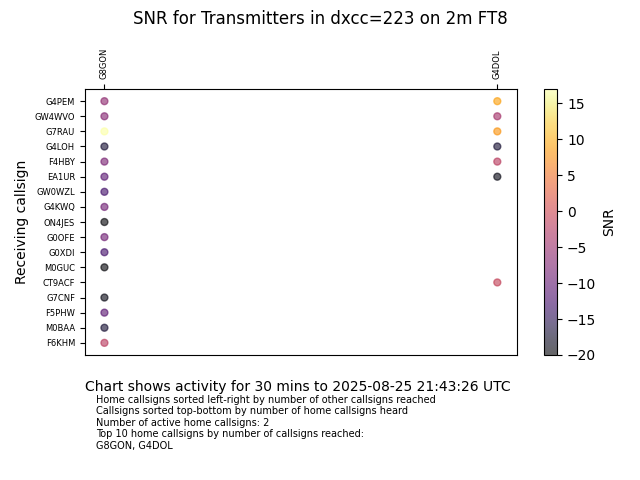 SNR for Transmitters in dxcc=223 on 2m FT8
G8GON
G4DOL
Receiving callsign
G4PEM
GW4WVO
G7RAU
G4LOH
F4HBY
EA1UR
GW0WZL
G4KWQ
ON4JES
G0OFE
G0XDI
M0GUC
CT9ACF
G7CNF
F5PHW
M0BAA
F6KHM
15
10
5
0
−5
−10
−15
−20
SNR
Chart shows activity for 30 mins to 2025-08-25 21:43:26 UTC
Home callsigns sorted left-right by number of other callsigns reached
Callsigns sorted top-bottom by number of home callsigns heard
Number of active home callsigns: 2
Top 10 home callsigns by number of callsigns reached:
G8GON, G4DOL